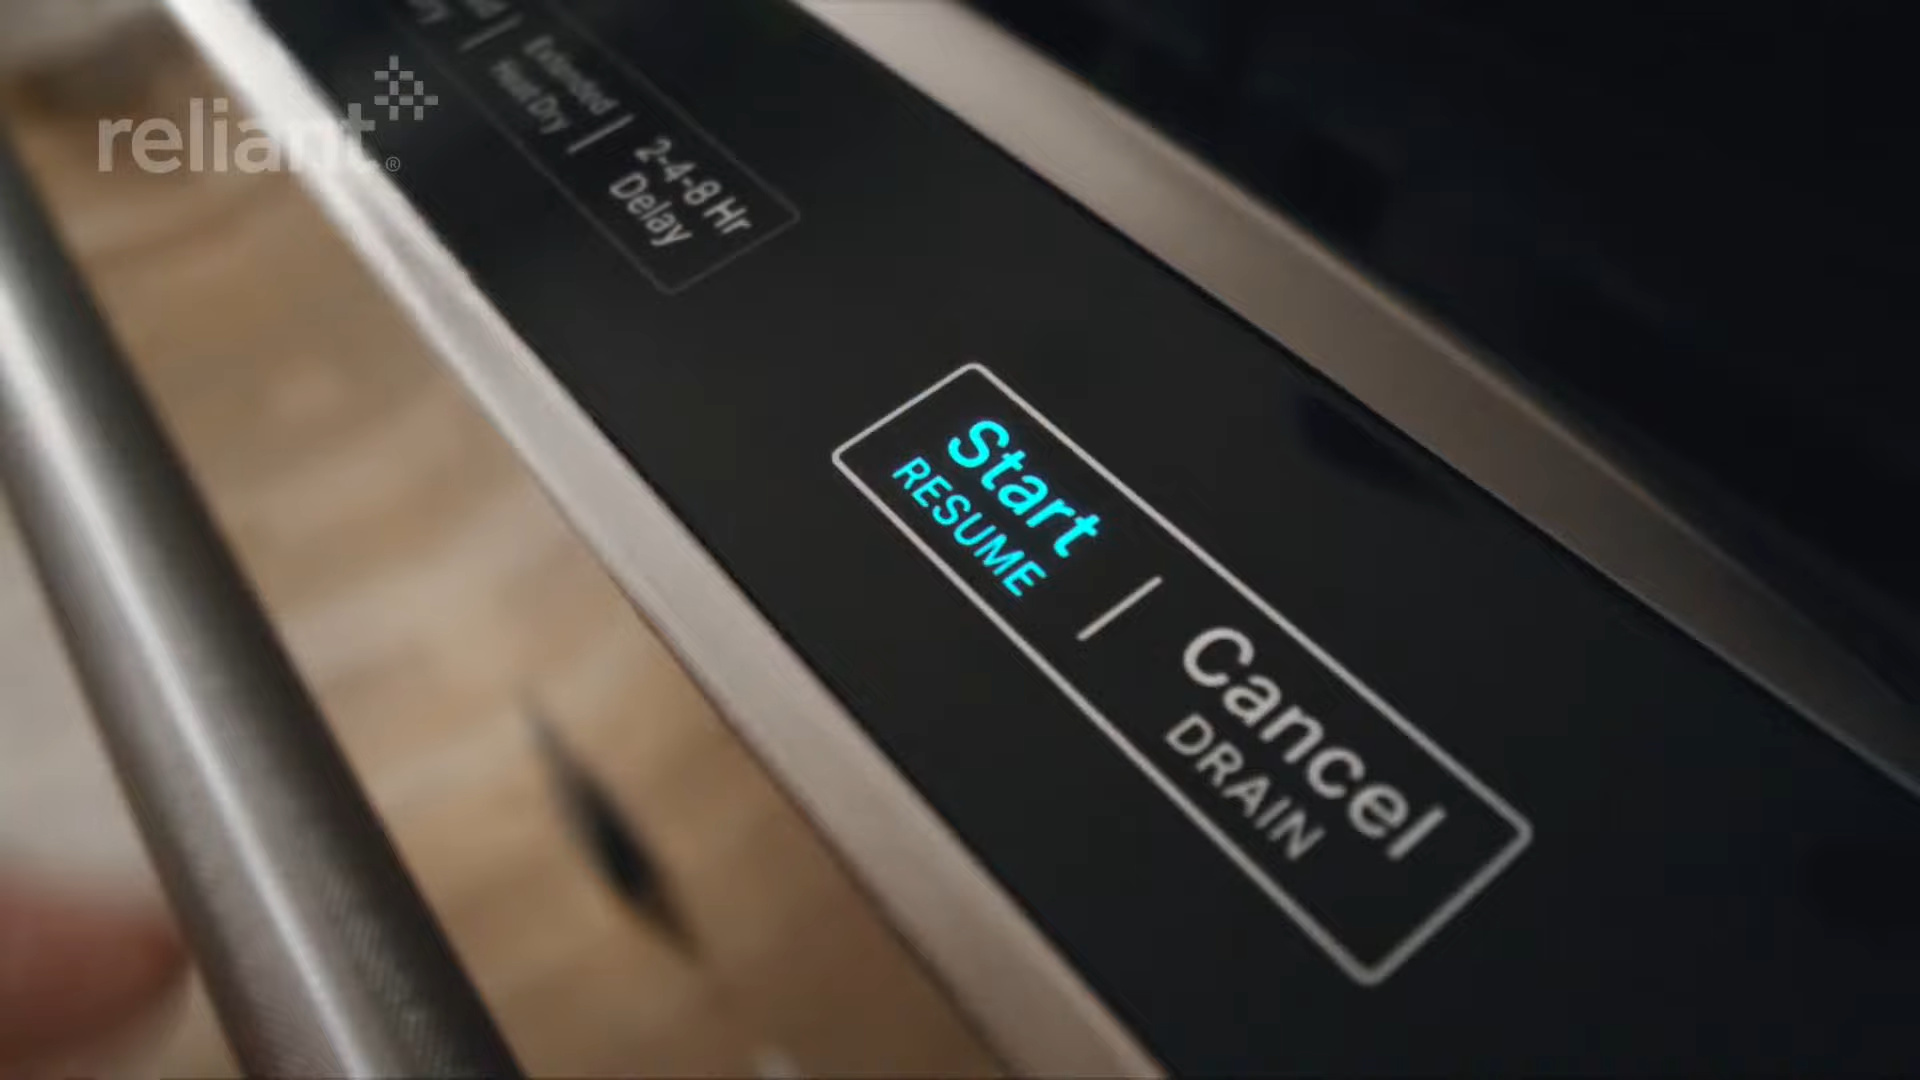 reliant®
Extended
Heat Dry
2-4-8 Hr
Delay
Start
RESUME
Cancel
DRAIN